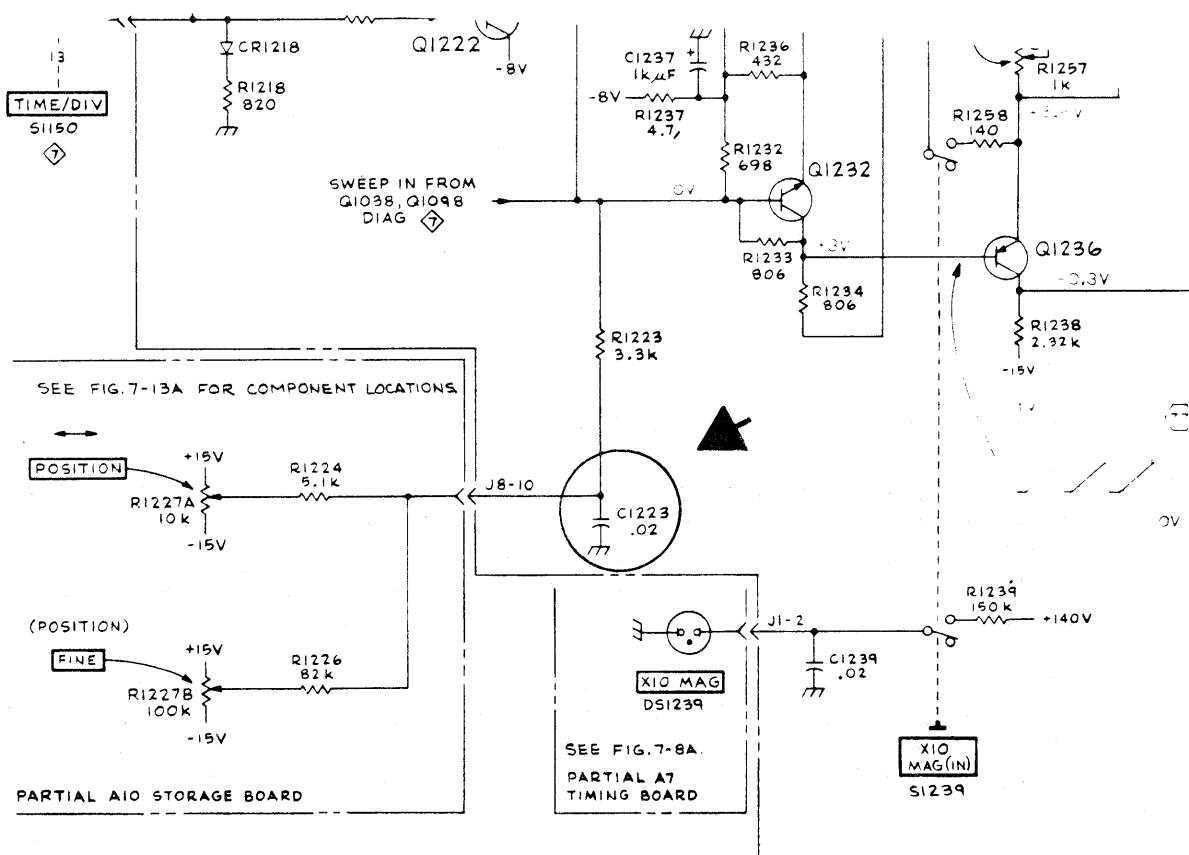 13
TIME/DIV
S1150
7
CR1218
R1218
820
Q1222
-8V
C1237
1kµF
+
-8V
R1237
4.7
R1236
432
R1232
698
Q1232
SWEEP IN FROM
Q1038, Q1098
DIAG 7
0V
R1233
806
+3V
R1234
806
R1257
1k
R1258
140
Q1236
-0.3V
R1238
2.32k
-15V
R1223
3.3k
SEE FIG.7-13A FOR COMPONENT LOCATIONS
POSITION
+15V
R1227A
10k
-15V
R1224
5.1k
J8-10
C1223
.02
0V
(POSITION)
FINE
+15V
R1227B
100k
-15V
R1226
82k
PARTIAL A10 STORAGE BOARD
J1-2
X10 MAG
DS1239
SEE FIG.7-8A.
PARTIAL A7
TIMING BOARD
C1239
.02
R1239
150k
+140V
X10
MAG(IN)
S1239